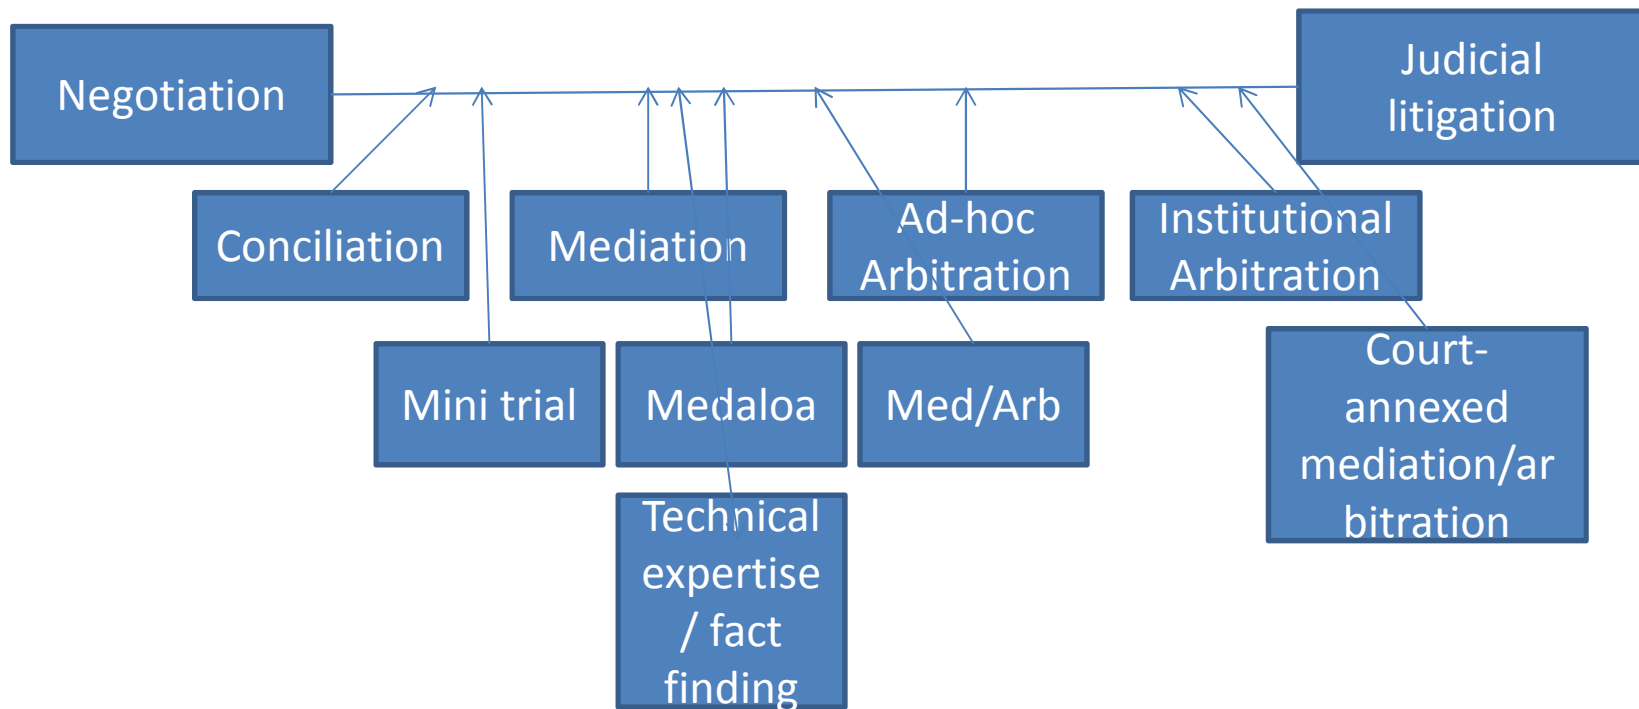 Negotiation
Judicial
litigation
Conciliation
Mediation
Ad-hoc
Arbitration
Institutional
Arbitration
Mini trial
Medaloa
Med/Arb
Court-
annexed
mediation/ar
bitration
Technical
expertise
/ fact
finding